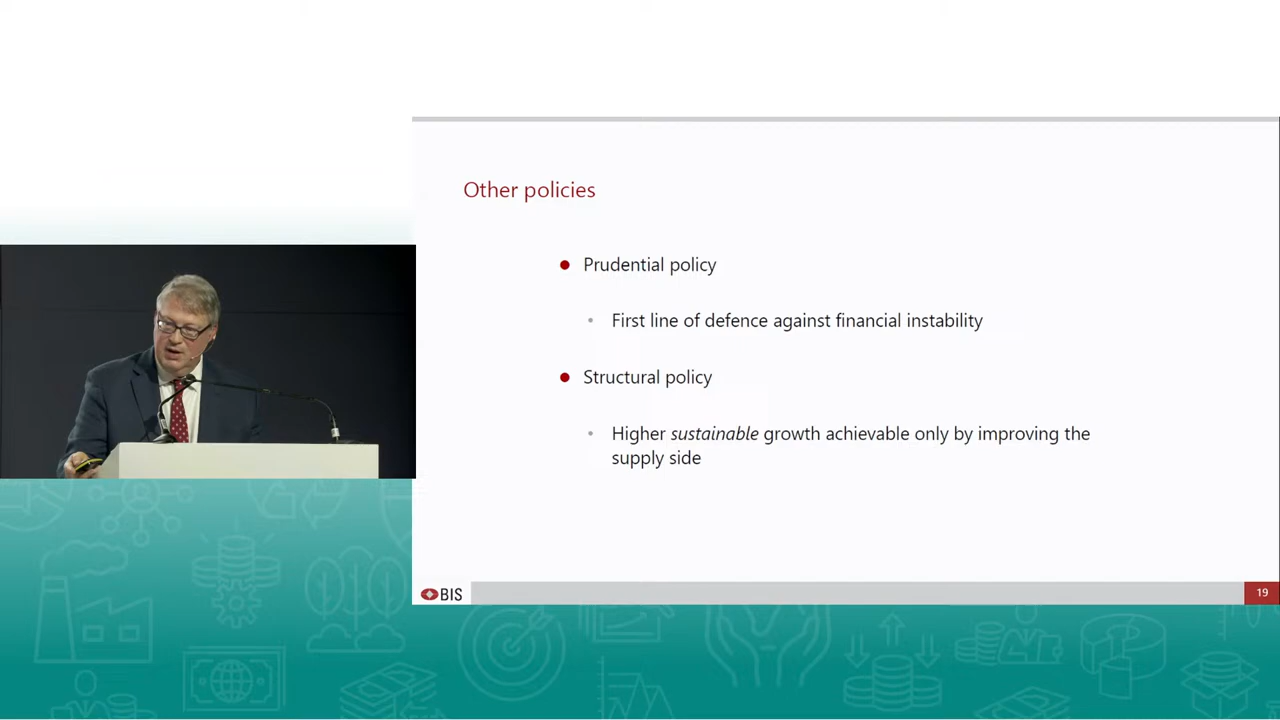 Other policies
Prudential policy
First line of defence against financial instability
Structural policy
Higher sustainable growth achievable only by improving the
supply side
BIS
19